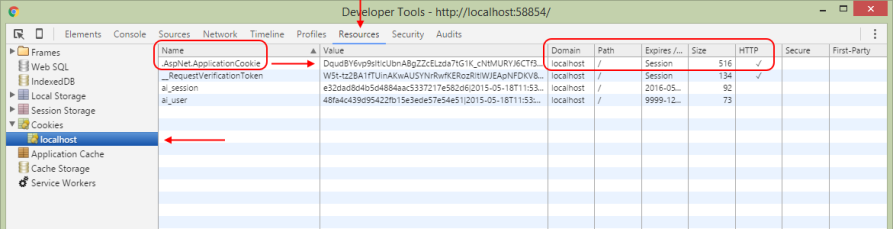 Developer Tools - http://localhost:58854/
Elements Console Sources Network Timeline Profiles Resources Security Audits
Frames
Web SQL
IndexedDB
Local Storage
Session Storage
Cookies
localhost
Application Cache
Cache Storage
Service Workers
Name Value Domain Path Expires /... Size HTTP Secure First-Party
.AspNet.ApplicationCookie localhost / Session 516 ✓
__RequestVerificationToken localhost / Session 134 ✓
ai_session e32dad8d4b5d4884aac5337217e582d6|2015-05-18T11:53... localhost / 2016-05... 92
ai_user 48fa4c439d95422fb15e3ede57e54e51|2015-05-18T11:53... localhost / 9999-12... 73